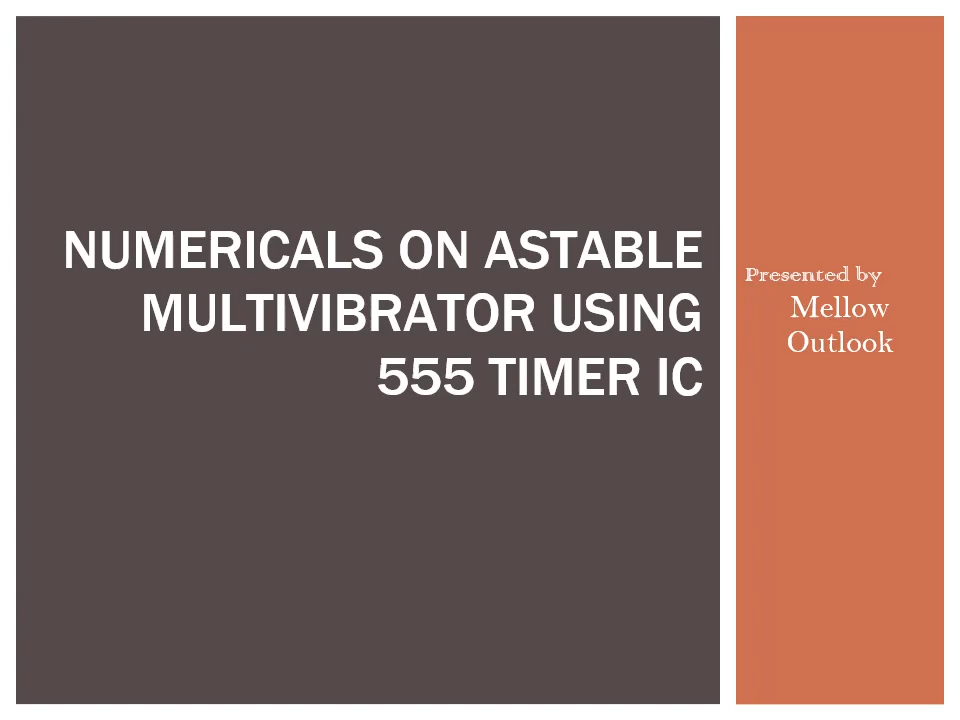 NUMERICALS ON ASTABLE
MULTIVIBRATOR USING
555 TIMER IC
Presented by
Mellow
Outlook